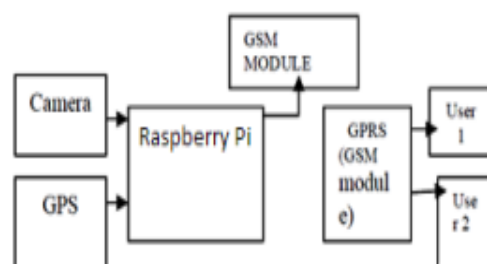 GSM
MODULE
Camera
Raspberry Pi
GPS
GPRS
(GSM
modul
e)
User
1
Use
r 2